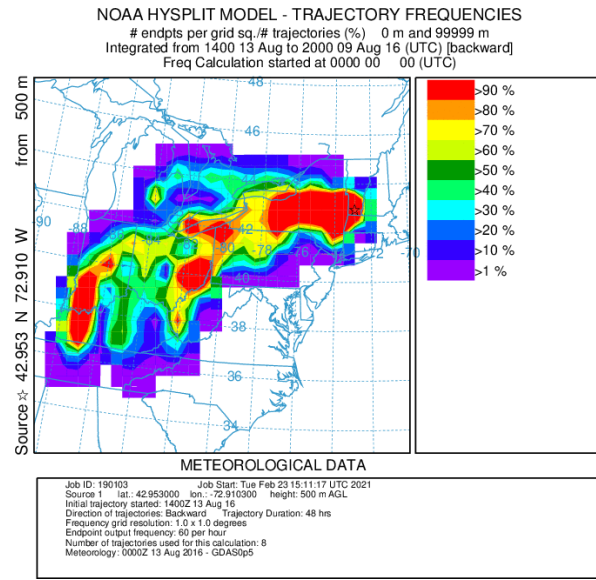 NOAA HYSPLIT MODEL - TRAJECTORY FREQUENCIES
# endpts per grid sq./# trajectories (%) 0 m and 99999 m
Integrated from 1400 13 Aug to 2000 09 Aug 16 (UTC) [backward]
Freq Calculation started at 0000 00 00 (UTC)
Source ☆ 42.953 N 72.910 W from 500 m
48
46
-90
-84
42
-80
-78
-76
-72
-70
40
38
36
34
>90 %
>80 %
>70 %
>60 %
>50 %
>40 %
>30 %
>20 %
>10 %
>1 %
METEOROLOGICAL DATA
Job ID: 190103 Job Start: Tue Feb 23 15:11:17 UTC 2021
Source 1 lat.: 42.953000 lon.: -72.910300 height: 500 m AGL
Initial trajectory started: 1400Z 13 Aug 16
Direction of trajectories: Backward Trajectory Duration: 48 hrs
Frequency grid resolution: 1.0 x 1.0 degrees
Endpoint output frequency: 60 per hour
Number of trajectories used for this calculation: 8
Meteorology: 0000Z 13 Aug 2016 - GDAS0p5